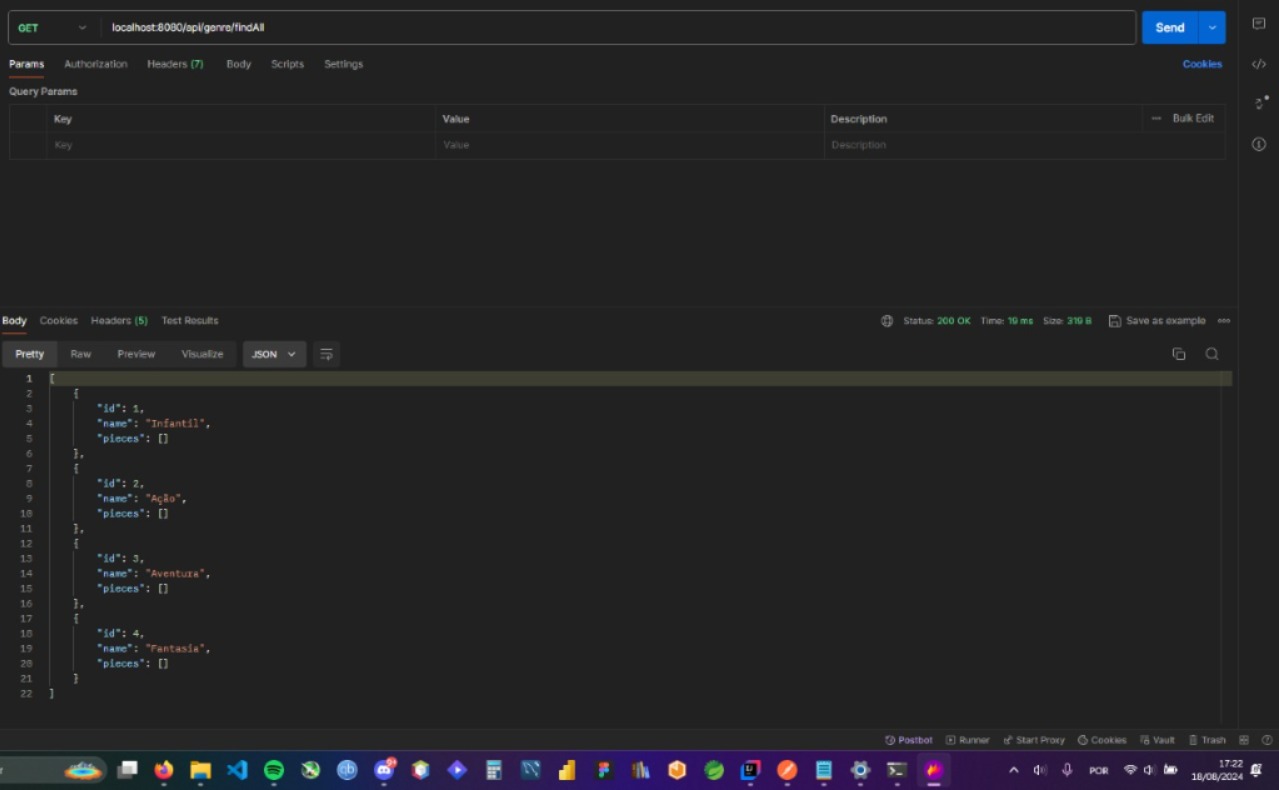 GET localhost:8080/api/genre/findAll Send
Params Authorization Headers (7) Body Scripts Settings Cookies
Query Params
Key Value Description ••• Bulk Edit
Key Value Description
Body Cookies Headers (5) Test Results Status: 200 OK Time: 19 ms Size: 319 B Save as example •••
Pretty Raw Preview Visualize JSON
1 [
2 {
3 "id": 1,
4 "name": "Infantil",
5 "pieces": []
6 },
7 {
8 "id": 2,
9 "name": "Ação",
10 "pieces": []
11 },
12 {
13 "id": 3,
14 "name": "Aventura",
15 "pieces": []
16 },
17 {
18 "id": 4,
19 "name": "Fantasia",
20 "pieces": []
21 }
22 ]
Postbot Runner Start Proxy Cookies Vault Trash
POR 17:22
18/08/2024